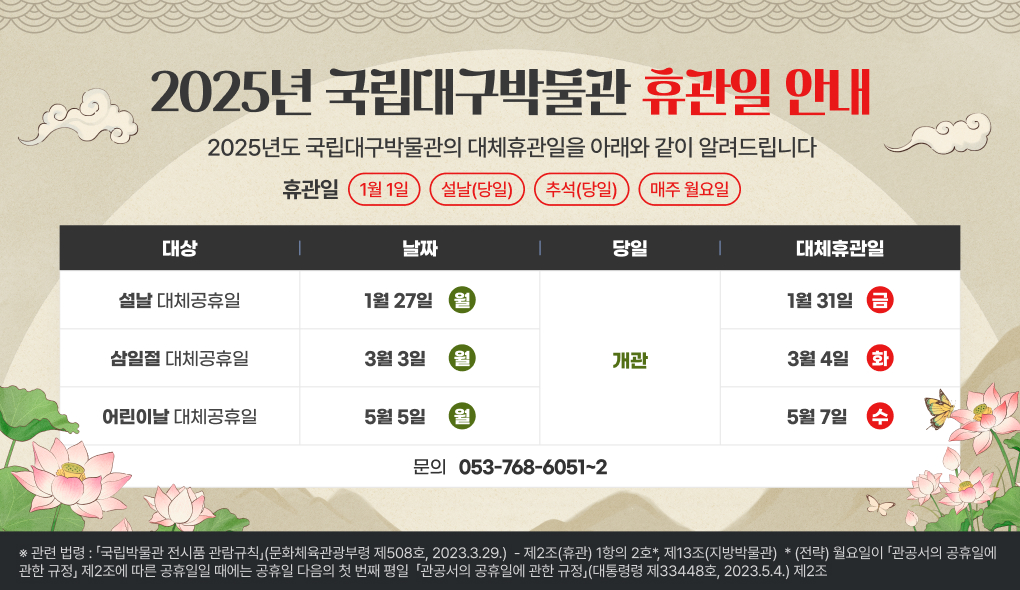 2025년 국립대구박물관 휴관일 안내
2025년도 국립대구박물관의 대체휴관일을 아래와 같이 알려드립니다
휴관일 1월 1일 설날(당일) 추석(당일) 매주 월요일
대상 날짜 당일 대체휴관일
설날 대체공휴일 1월 27일 월 1월 31일 금
삼일절 대체공휴일 3월 3일 월 개관 3월 4일 화
어린이날 대체공휴일 5월 5일 월 5월 7일 수
문의 053-768-6051~2
※ 관련 법령 : 「국립박물관 전시품 관람규칙」(문화체육관광부령 제508호, 2023.3.29.) - 제2조(휴관) 1항의 2호*, 제13조(지방박물관) * (전략) 월요일이 「관공서의 공휴일에
관한 규정」 제2조에 따른 공휴일일 때에는 공휴일 다음의 첫 번째 평일 「관공서의 공휴일에 관한 규정」(대통령령 제33448호, 2023.5.4.) 제2조